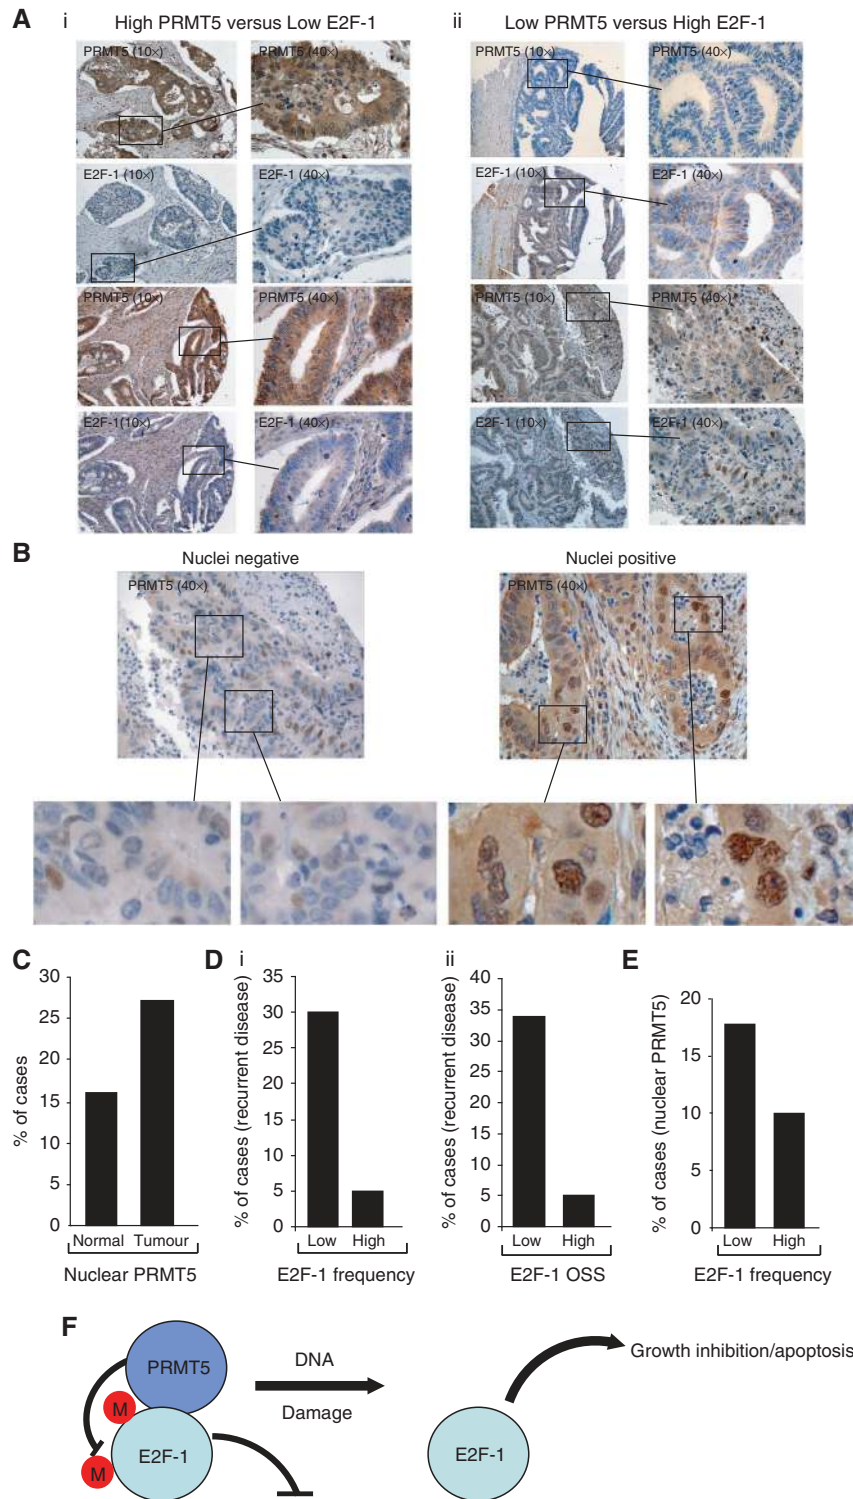 A
i
High PRMT5 versus Low E2F-1
ii
Low PRMT5 versus High E2F-1
PRMT5 (10×)
PRMT5 (40×)
PRMT5 (10×)
PRMT5 (40×)
E2F-1 (10×)
E2F-1 (40×)
E2F-1 (10×)
E2F-1 (40×)
PRMT5 (10×)
PRMT5 (40×)
PRMT5 (10×)
PRMT5 (40×)
E2F-1(10×)
E2F-1 (40×)
E2F-1 (10×)
E2F-1 (40×)
B
Nuclei negative
Nuclei positive
PRMT5 (40×)
PRMT5 (40×)
C
30
25
20
15
10
5
0
% of cases
Normal Tumour
Nuclear PRMT5
D
i
35
30
25
20
15
10
5
0
% of cases (recurrent disease)
Low High
E2F-1 frequency
ii
40
35
30
25
20
15
10
5
0
% of cases (recurrent disease)
Low High
E2F-1 OSS
E
20
15
10
5
0
% of cases (nuclear PRMT5)
Low High
E2F-1 frequency
F
PRMT5
M
E2F-1
M
DNA
Damage
E2F-1
Growth inhibition/apoptosis